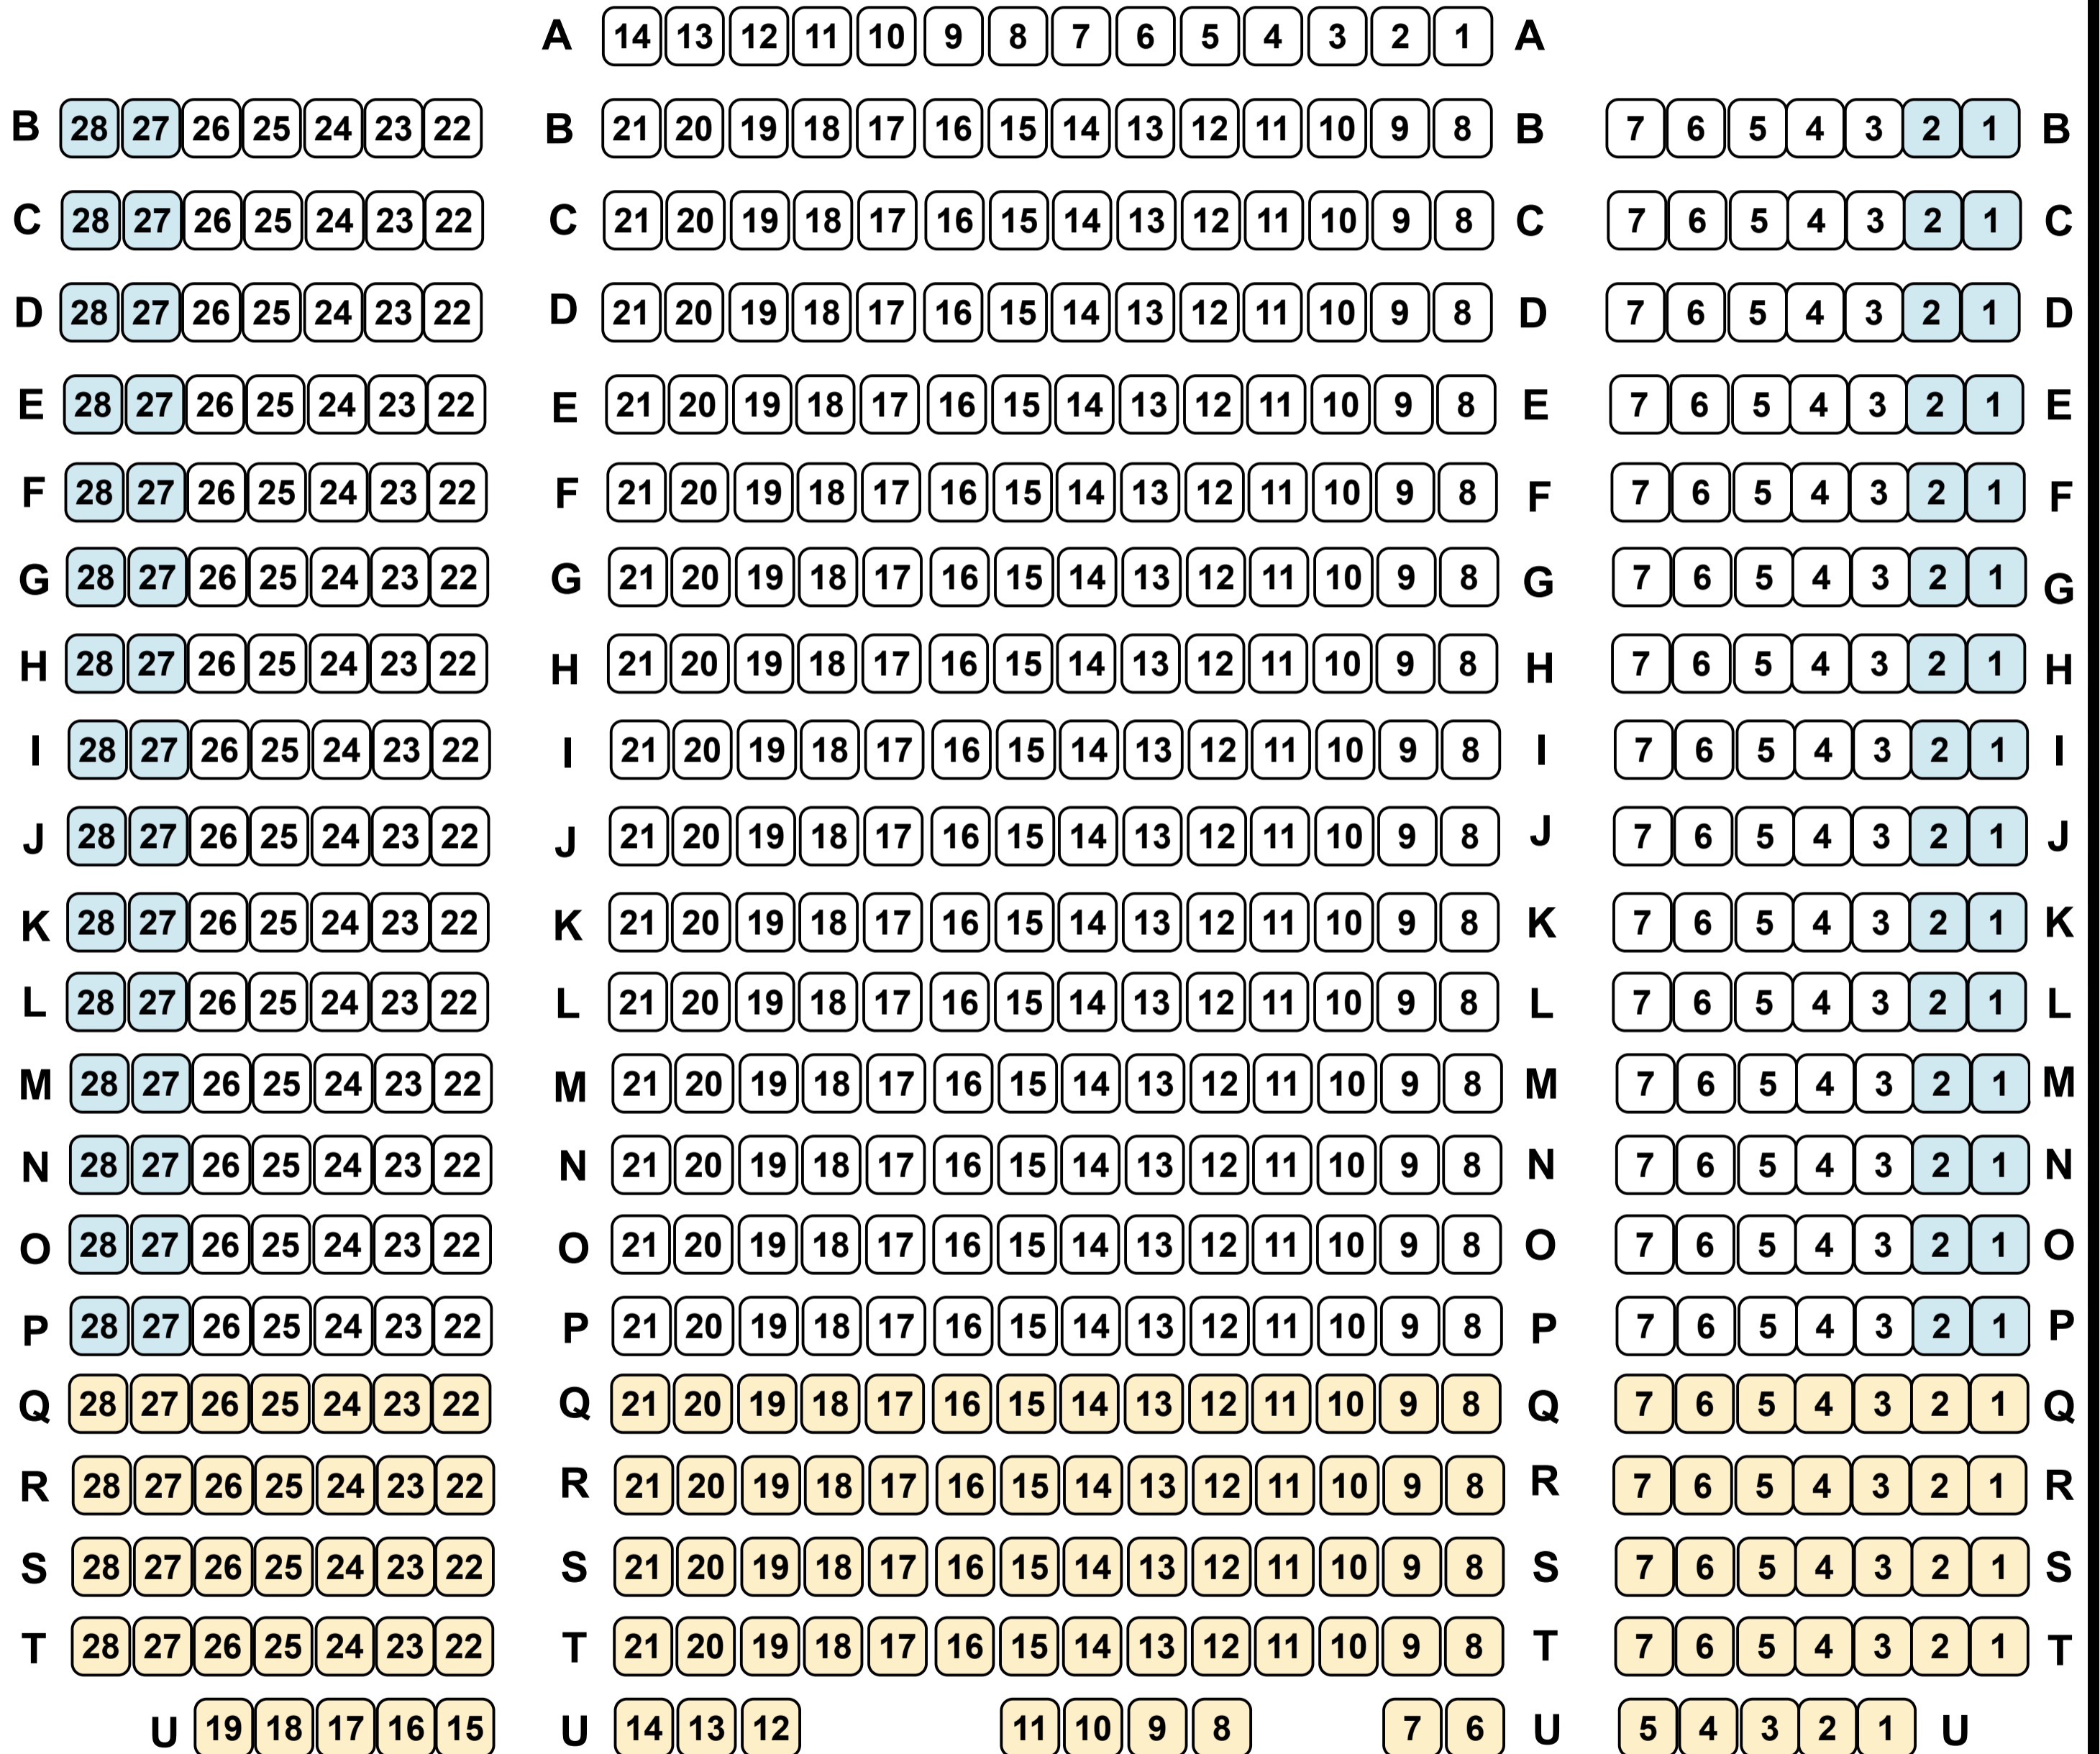 A 14 13 12 11 10 9 8 7 6 5 4 3 2 1 A
B 28 27 26 25 24 23 22 B 21 20 19 18 17 16 15 14 13 12 11 10 9 8 B 7 6 5 4 3 2 1 B
C 28 27 26 25 24 23 22 C 21 20 19 18 17 16 15 14 13 12 11 10 9 8 C 7 6 5 4 3 2 1 C
D 28 27 26 25 24 23 22 D 21 20 19 18 17 16 15 14 13 12 11 10 9 8 D 7 6 5 4 3 2 1 D
E 28 27 26 25 24 23 22 E 21 20 19 18 17 16 15 14 13 12 11 10 9 8 E 7 6 5 4 3 2 1 E
F 28 27 26 25 24 23 22 F 21 20 19 18 17 16 15 14 13 12 11 10 9 8 F 7 6 5 4 3 2 1 F
G 28 27 26 25 24 23 22 G 21 20 19 18 17 16 15 14 13 12 11 10 9 8 G 7 6 5 4 3 2 1 G
H 28 27 26 25 24 23 22 H 21 20 19 18 17 16 15 14 13 12 11 10 9 8 H 7 6 5 4 3 2 1 H
I 28 27 26 25 24 23 22 I 21 20 19 18 17 16 15 14 13 12 11 10 9 8 I 7 6 5 4 3 2 1 I
J 28 27 26 25 24 23 22 J 21 20 19 18 17 16 15 14 13 12 11 10 9 8 J 7 6 5 4 3 2 1 J
K 28 27 26 25 24 23 22 K 21 20 19 18 17 16 15 14 13 12 11 10 9 8 K 7 6 5 4 3 2 1 K
L 28 27 26 25 24 23 22 L 21 20 19 18 17 16 15 14 13 12 11 10 9 8 L 7 6 5 4 3 2 1 L
M 28 27 26 25 24 23 22 M 21 20 19 18 17 16 15 14 13 12 11 10 9 8 M 7 6 5 4 3 2 1 M
N 28 27 26 25 24 23 22 N 21 20 19 18 17 16 15 14 13 12 11 10 9 8 N 7 6 5 4 3 2 1 N
O 28 27 26 25 24 23 22 O 21 20 19 18 17 16 15 14 13 12 11 10 9 8 O 7 6 5 4 3 2 1 O
P 28 27 26 25 24 23 22 P 21 20 19 18 17 16 15 14 13 12 11 10 9 8 P 7 6 5 4 3 2 1 P
Q 28 27 26 25 24 23 22 Q 21 20 19 18 17 16 15 14 13 12 11 10 9 8 Q 7 6 5 4 3 2 1 Q
R 28 27 26 25 24 23 22 R 21 20 19 18 17 16 15 14 13 12 11 10 9 8 R 7 6 5 4 3 2 1 R
S 28 27 26 25 24 23 22 S 21 20 19 18 17 16 15 14 13 12 11 10 9 8 S 7 6 5 4 3 2 1 S
T 28 27 26 25 24 23 22 T 21 20 19 18 17 16 15 14 13 12 11 10 9 8 T 7 6 5 4 3 2 1 T
U 19 18 17 16 15 U 14 13 12 11 10 9 8 7 6 U 5 4 3 2 1 U